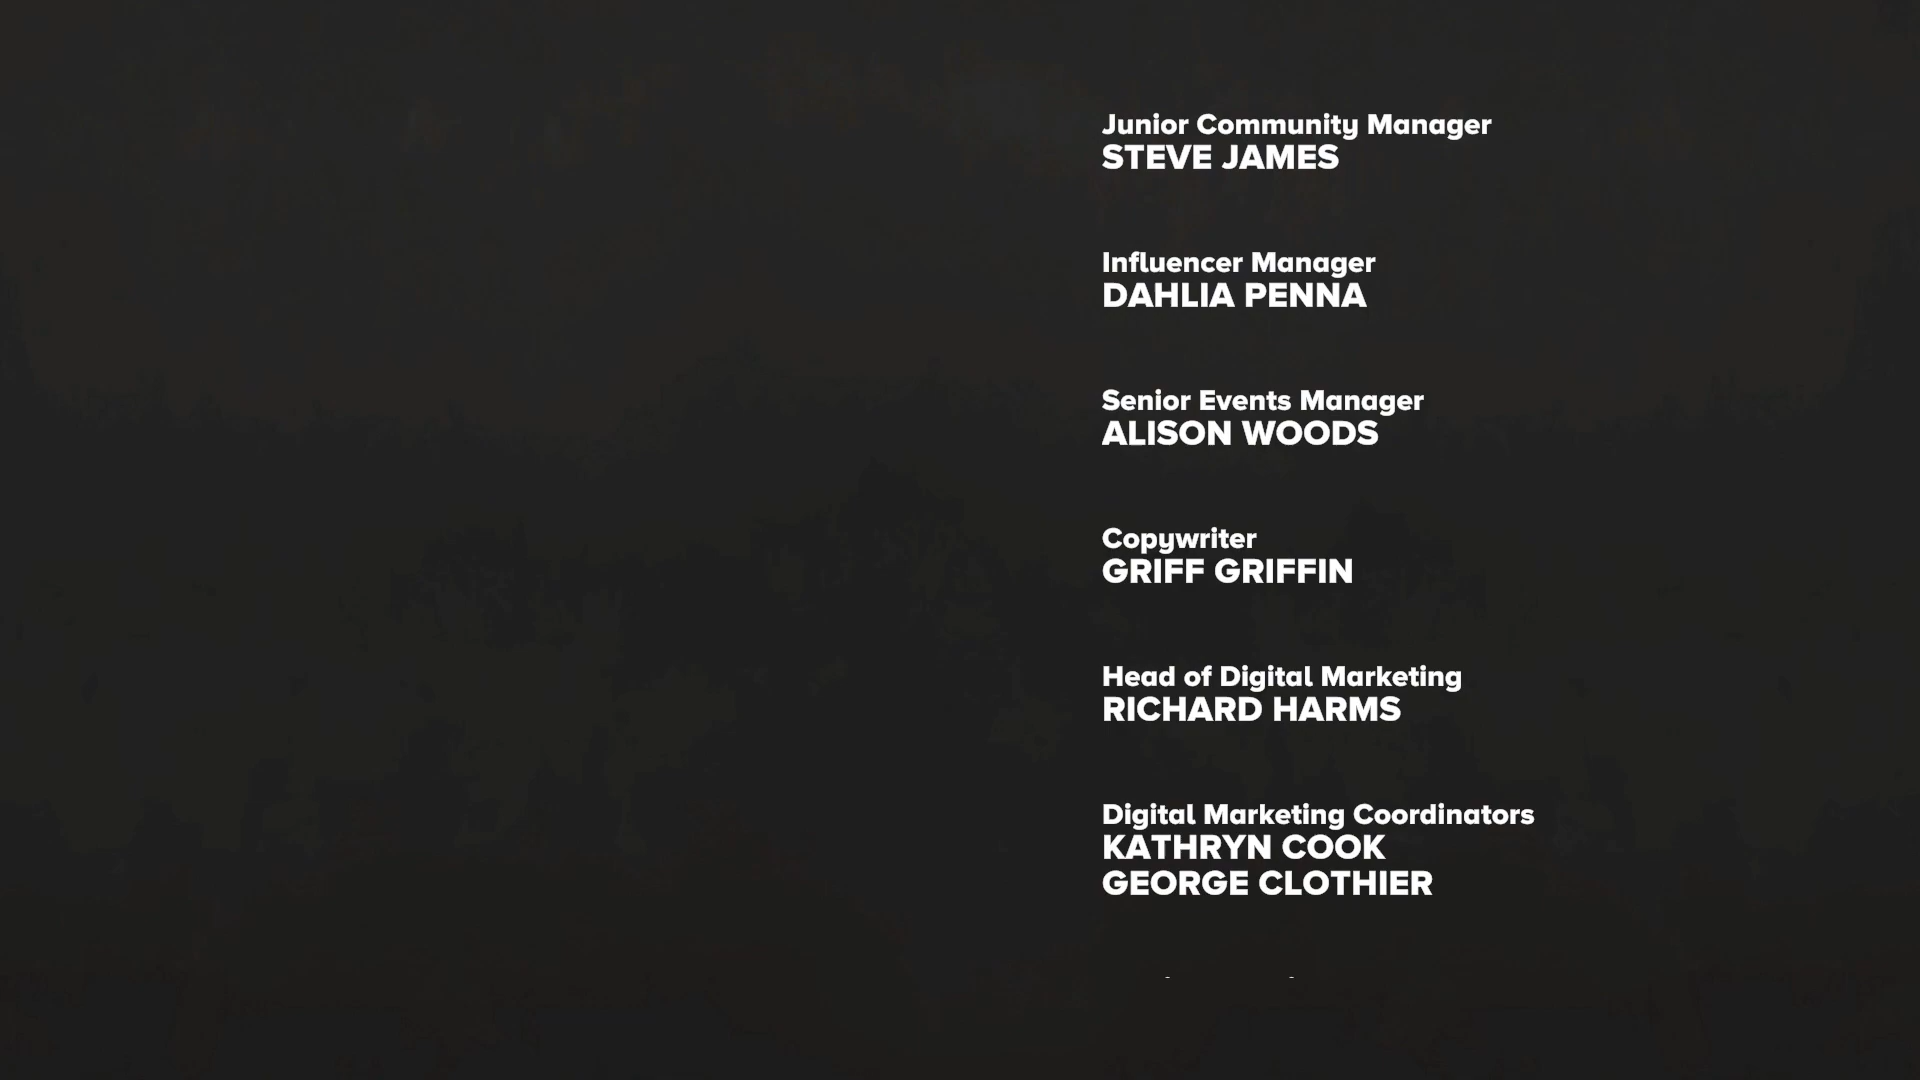 Junior Community Manager
STEVE JAMES
Influencer Manager
DAHLIA PENNA
Senior Events Manager
ALISON WOODS
Copywriter
GRIFF GRIFFIN
Head of Digital Marketing
RICHARD HARMS
Digital Marketing Coordinators
KATHRYN COOK
GEORGE CLOTHIER